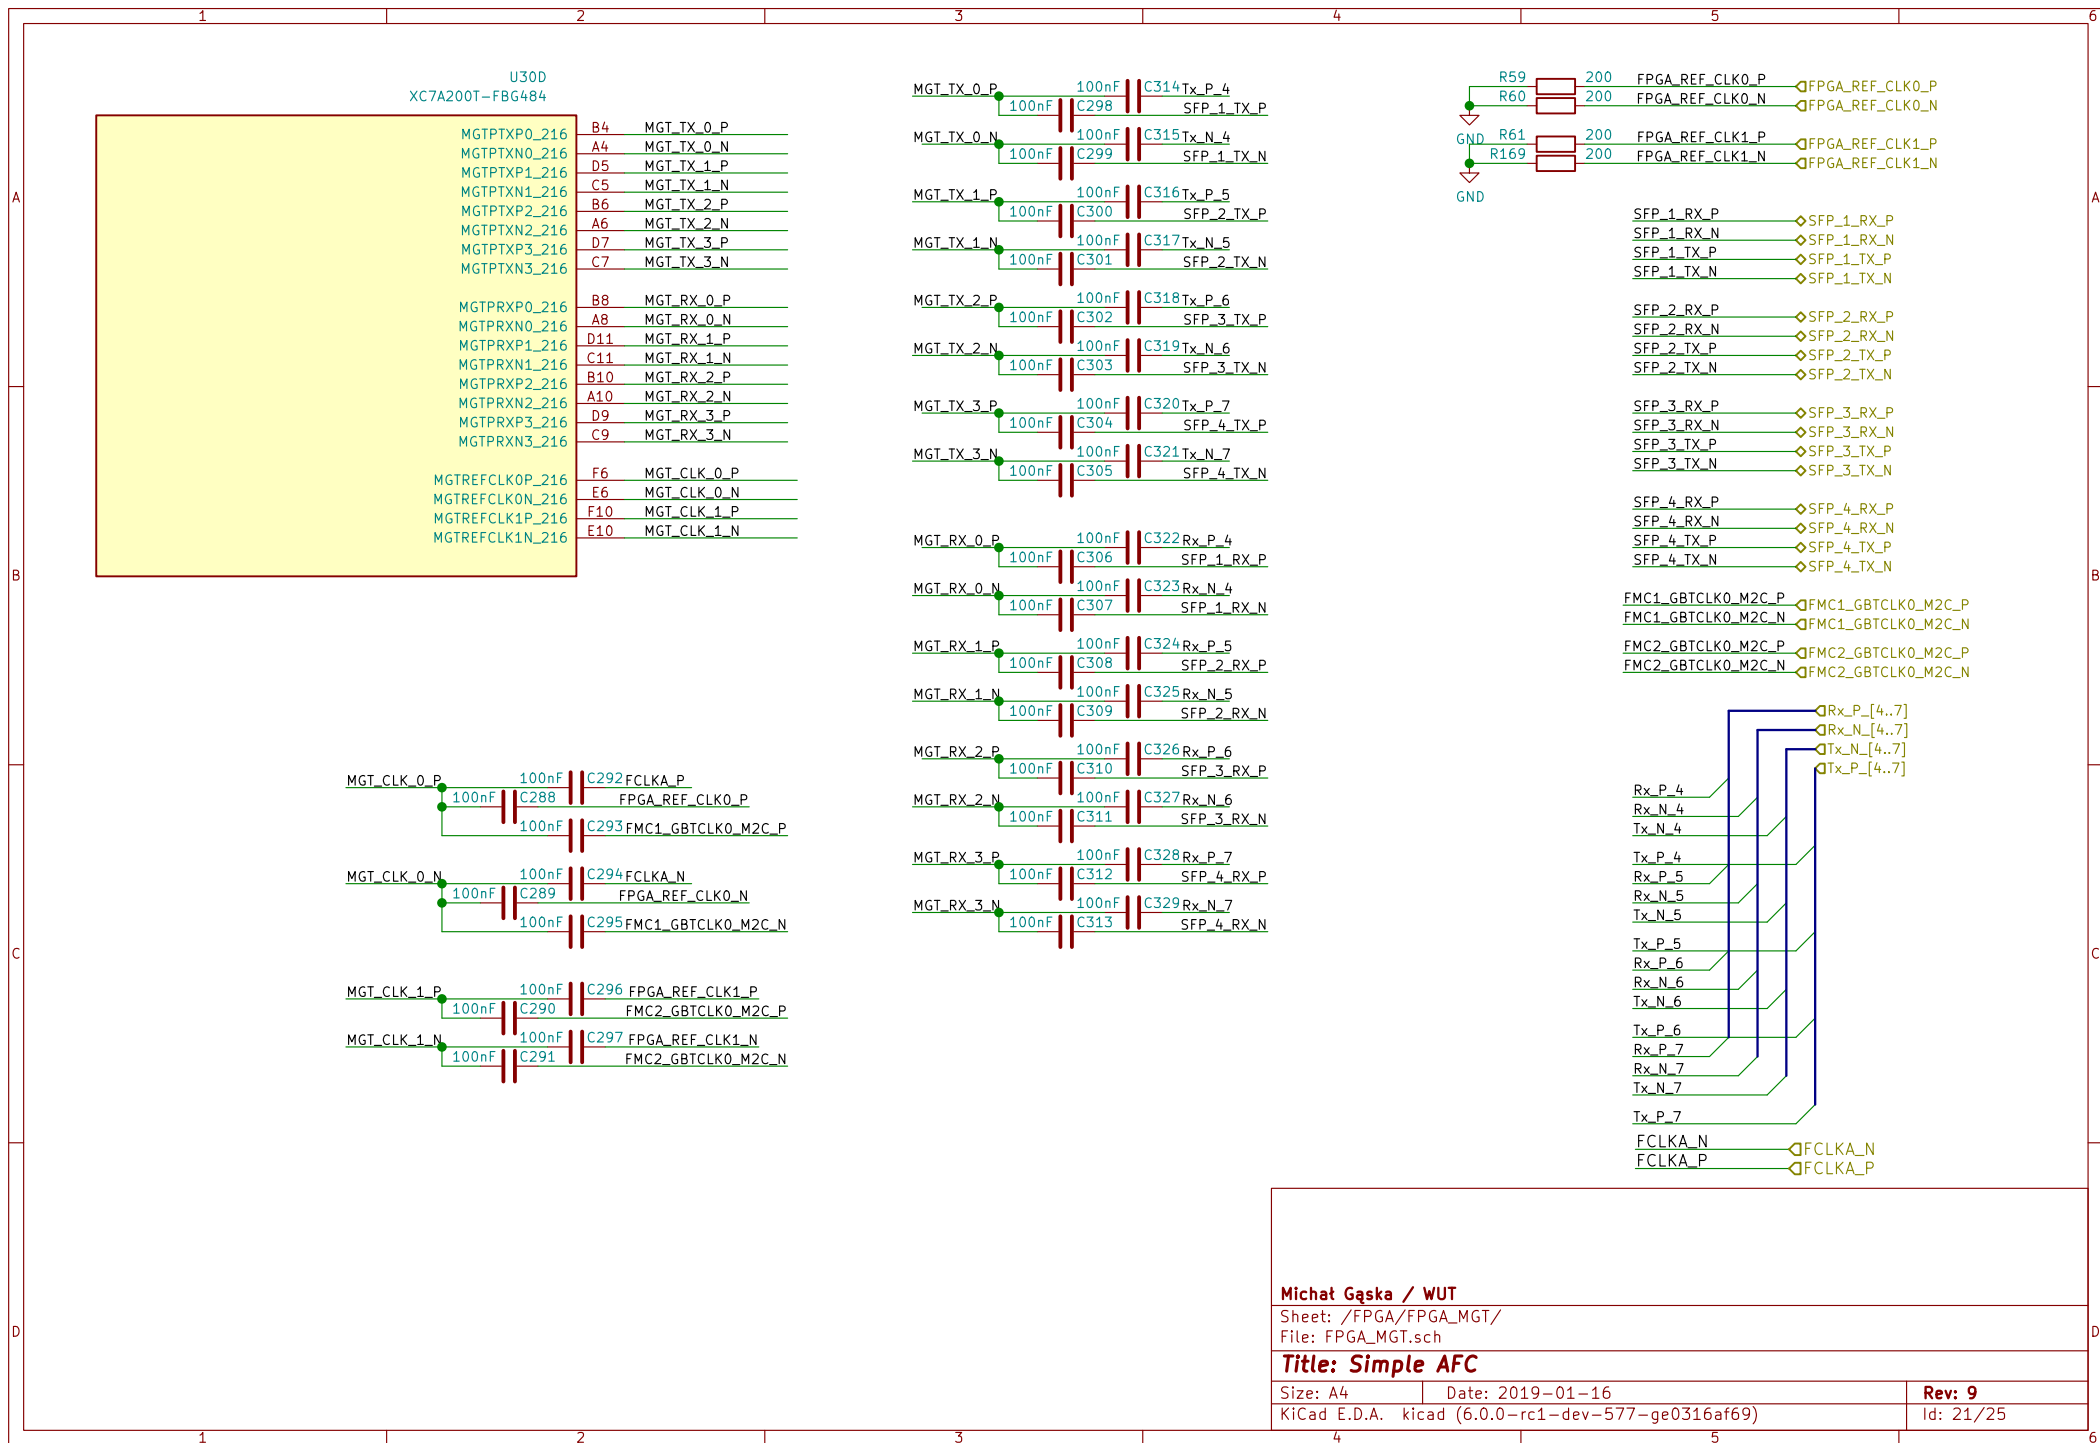 1 2 3 4 5 6
U30D
XC7A200T-FBG484
MGTPTXP0_216 B4 MGT_TX_0_P
MGTPTXN0_216 A4 MGT_TX_0_N
MGTPTXP1_216 D5 MGT_TX_1_P
MGTPTXN1_216 C5 MGT_TX_1_N
MGTPTXP2_216 B6 MGT_TX_2_P
MGTPTXN2_216 A6 MGT_TX_2_N
MGTPTXP3_216 D7 MGT_TX_3_P
MGTPTXN3_216 C7 MGT_TX_3_N
MGTPRXP0_216 B8 MGT_RX_0_P
MGTPRXN0_216 A8 MGT_RX_0_N
MGTPRXP1_216 D11 MGT_RX_1_P
MGTPRXN1_216 C11 MGT_RX_1_N
MGTPRXP2_216 B10 MGT_RX_2_P
MGTPRXN2_216 A10 MGT_RX_2_N
MGTPRXP3_216 D9 MGT_RX_3_P
MGTPRXN3_216 C9 MGT_RX_3_N
MGTREFCLK0P_216 F6 MGT_CLK_0_P
MGTREFCLK0N_216 E6 MGT_CLK_0_N
MGTREFCLK1P_216 F10 MGT_CLK_1_P
MGTREFCLK1N_216 E10 MGT_CLK_1_N
MGT_CLK_0_P 100nF C292 FCLKA_P
100nF C288 FPGA_REF_CLK0_P
100nF C293 FMC1_GBTCLK0_M2C_P
MGT_CLK_0_N 100nF C294 FCLKA_N
100nF C289 FPGA_REF_CLK0_N
100nF C295 FMC1_GBTCLK0_M2C_N
MGT_CLK_1_P 100nF C296 FPGA_REF_CLK1_P
100nF C290 FMC2_GBTCLK0_M2C_P
MGT_CLK_1_N 100nF C297 FPGA_REF_CLK1_N
100nF C291 FMC2_GBTCLK0_M2C_N
MGT_TX_0_P 100nF C314 Tx_P_4
100nF C298 SFP_1_TX_P
MGT_TX_0_N 100nF C315 Tx_N_4
100nF C299 SFP_1_TX_N
MGT_TX_1_P 100nF C316 Tx_P_5
100nF C300 SFP_2_TX_P
MGT_TX_1_N 100nF C317 Tx_N_5
100nF C301 SFP_2_TX_N
MGT_TX_2_P 100nF C318 Tx_P_6
100nF C302 SFP_3_TX_P
MGT_TX_2_N 100nF C319 Tx_N_6
100nF C303 SFP_3_TX_N
MGT_TX_3_P 100nF C320 Tx_P_7
100nF C304 SFP_4_TX_P
MGT_TX_3_N 100nF C321 Tx_N_7
100nF C305 SFP_4_TX_N
MGT_RX_0_P 100nF C322 Rx_P_4
100nF C306 SFP_1_RX_P
MGT_RX_0_N 100nF C323 Rx_N_4
100nF C307 SFP_1_RX_N
MGT_RX_1_P 100nF C324 Rx_P_5
100nF C308 SFP_2_RX_P
MGT_RX_1_N 100nF C325 Rx_N_5
100nF C309 SFP_2_RX_N
MGT_RX_2_P 100nF C326 Rx_P_6
100nF C310 SFP_3_RX_P
MGT_RX_2_N 100nF C327 Rx_N_6
100nF C311 SFP_3_RX_N
MGT_RX_3_P 100nF C328 Rx_P_7
100nF C312 SFP_4_RX_P
MGT_RX_3_N 100nF C329 Rx_N_7
100nF C313 SFP_4_RX_N
R59 200 FPGA_REF_CLK0_P FPGA_REF_CLK0_P
R60 200 FPGA_REF_CLK0_N FPGA_REF_CLK0_N
GND
R61 200 FPGA_REF_CLK1_P FPGA_REF_CLK1_P
R169 200 FPGA_REF_CLK1_N FPGA_REF_CLK1_N
GND
SFP_1_RX_P SFP_1_RX_P
SFP_1_RX_N SFP_1_RX_N
SFP_1_TX_P SFP_1_TX_P
SFP_1_TX_N SFP_1_TX_N
SFP_2_RX_P SFP_2_RX_P
SFP_2_RX_N SFP_2_RX_N
SFP_2_TX_P SFP_2_TX_P
SFP_2_TX_N SFP_2_TX_N
SFP_3_RX_P SFP_3_RX_P
SFP_3_RX_N SFP_3_RX_N
SFP_3_TX_P SFP_3_TX_P
SFP_3_TX_N SFP_3_TX_N
SFP_4_RX_P SFP_4_RX_P
SFP_4_RX_N SFP_4_RX_N
SFP_4_TX_P SFP_4_TX_P
SFP_4_TX_N SFP_4_TX_N
FMC1_GBTCLK0_M2C_P FMC1_GBTCLK0_M2C_P
FMC1_GBTCLK0_M2C_N FMC1_GBTCLK0_M2C_N
FMC2_GBTCLK0_M2C_P FMC2_GBTCLK0_M2C_P
FMC2_GBTCLK0_M2C_N FMC2_GBTCLK0_M2C_N
Rx_P_[4..7]
Rx_N_[4..7]
Tx_N_[4..7]
Tx_P_[4..7]
Rx_P_4
Rx_N_4
Tx_N_4
Tx_P_4
Rx_P_5
Rx_N_5
Tx_N_5
Tx_P_5
Rx_P_6
Rx_N_6
Tx_N_6
Tx_P_6
Rx_P_7
Rx_N_7
Tx_N_7
Tx_P_7
FCLKA_N FCLKA_N
FCLKA_P FCLKA_P
A A
B B
C C
D D
Michał Gąska / WUT
Sheet: /FPGA/FPGA_MGT/
File: FPGA_MGT.sch
Title: Simple AFC
Size: A4 Date: 2019-01-16 Rev: 9
KiCad E.D.A. kicad (6.0.0-rc1-dev-577-ge0316af69) Id: 21/25
1 2 3 4 5 6